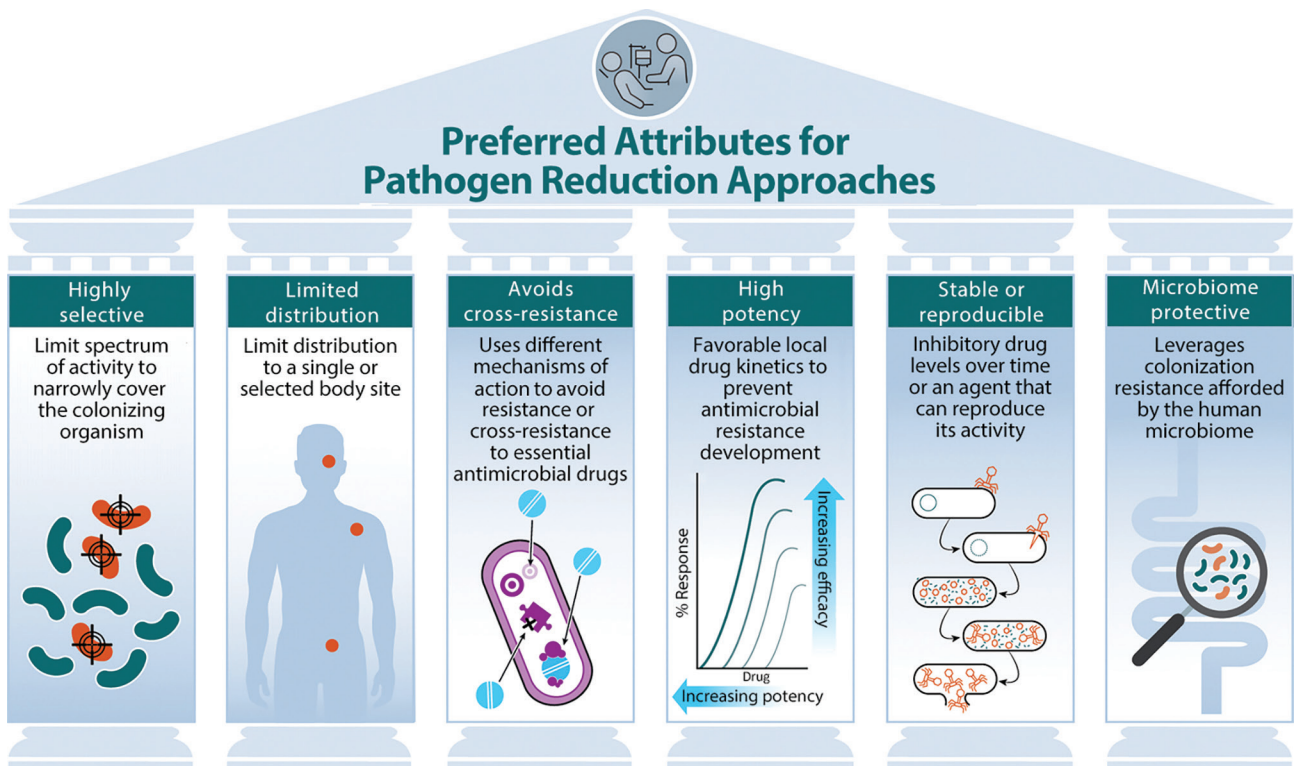 Preferred Attributes for
Pathogen Reduction Approaches
Highly
selective
Limit spectrum
of activity to
narrowly cover
the colonizing
organism
Limited
distribution
Limit distribution
to a single or
selected body site
Avoids
cross-resistance
Uses different
mechanisms of
action to avoid
resistance or
cross-resistance
to essential
antimicrobial drugs
High
potency
Favorable local
drug kinetics to
prevent
antimicrobial
resistance
development
% Response
Increasing efficacy
Drug
Increasing potency
Stable or
reproducible
Inhibitory drug
levels over time
or an agent that
can reproduce
its activity
Microbiome
protective
Leverages
colonization
resistance afforded
by the human
microbiome